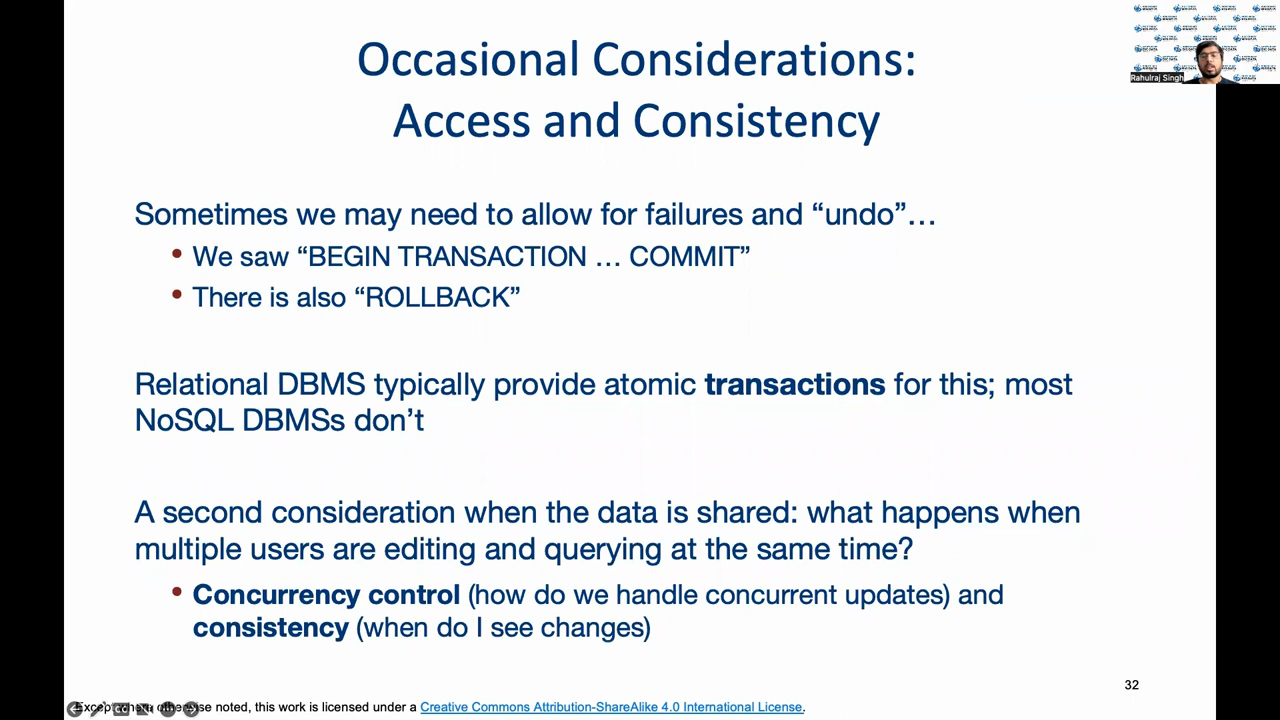 Occasional Considerations:
Access and Consistency
Rahulraj Singh
Sometimes we may need to allow for failures and “undo”…
• We saw “BEGIN TRANSACTION … COMMIT”
• There is also “ROLLBACK”
Relational DBMS typically provide atomic transactions for this; most
NoSQL DBMSs don’t
A second consideration when the data is shared: what happens when
multiple users are editing and querying at the same time?
• Concurrency control (how do we handle concurrent updates) and
consistency (when do I see changes)
32
Except where otherwise noted, this work is licensed under a Creative Commons Attribution-ShareAlike 4.0 International License.